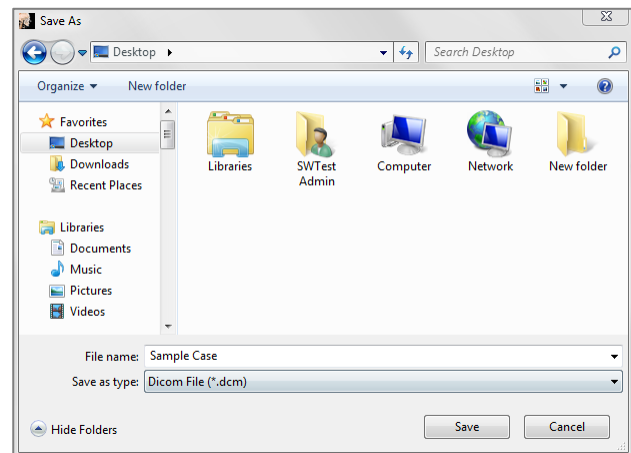 Save As
Desktop
Search Desktop
Organize
New folder
Favorites
Desktop
Downloads
Recent Places
Libraries
Documents
Music
Pictures
Videos
Libraries
SWTest
Admin
Computer
Network
New folder
File name: Sample Case
Save as type: Dicom File (*.dcm)
Hide Folders
Save
Cancel